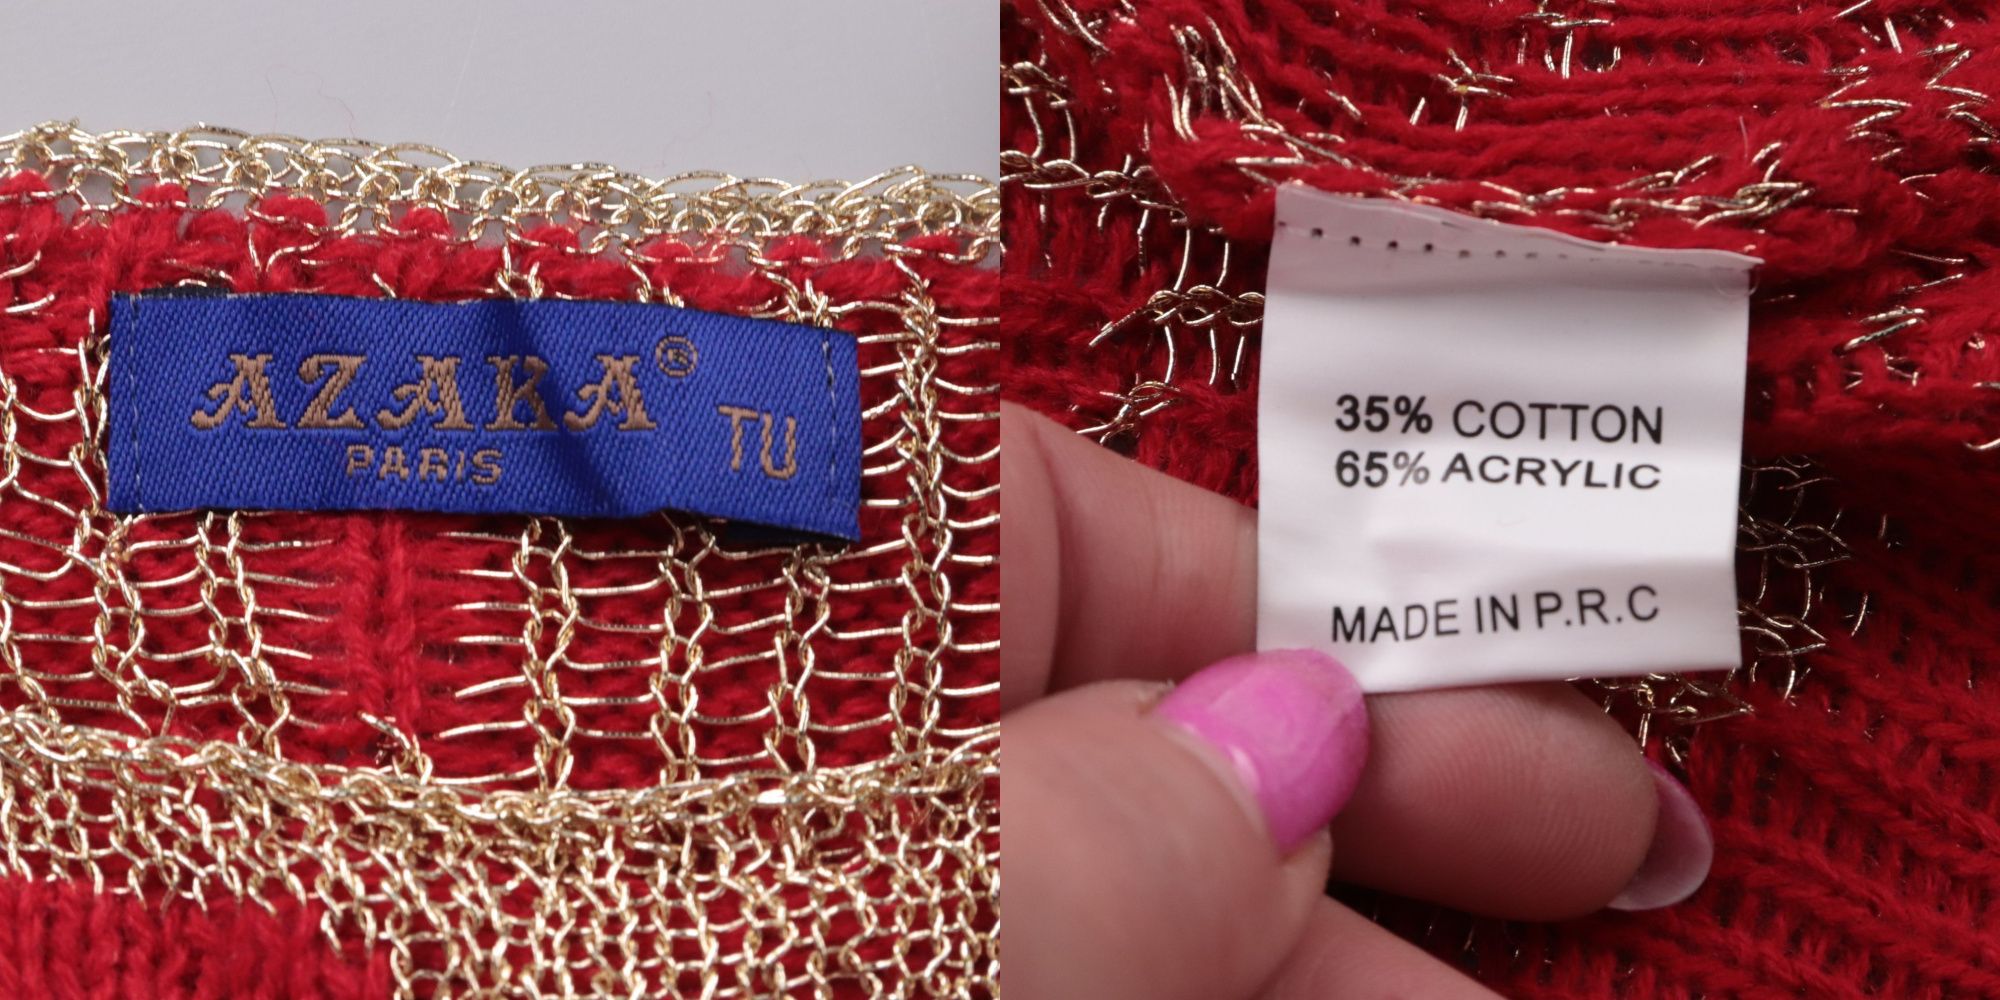 AZAKA®
PARIS
TU
35% COTTON
65% ACRYLIC
MADE IN P.R.C